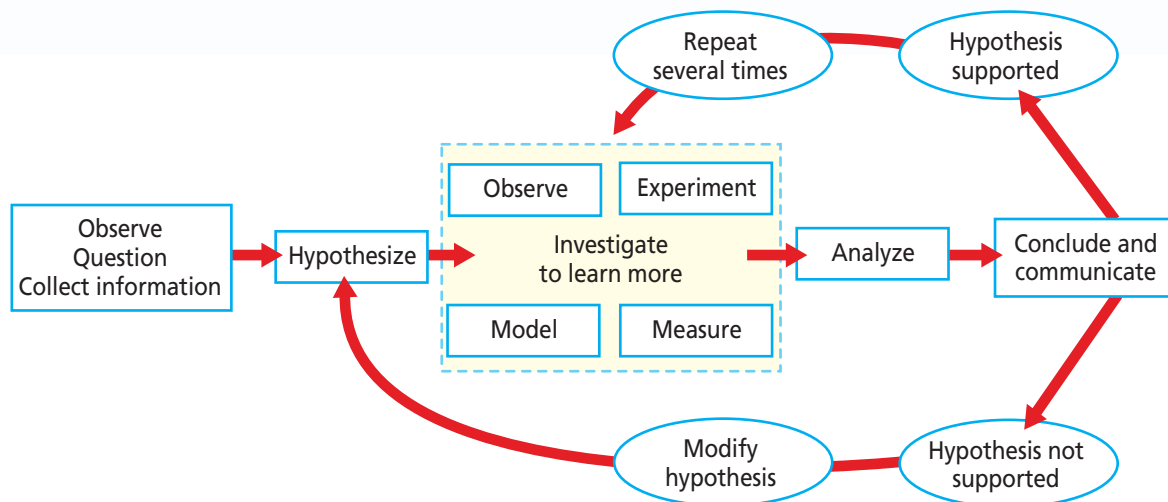 Repeat
several times
Hypothesis
supported
Observe
Experiment
Observe
Question
Collect information
Hypothesize
Investigate
to learn more
Analyze
Conclude and
communicate
Model
Measure
Modify
hypothesis
Hypothesis not
supported